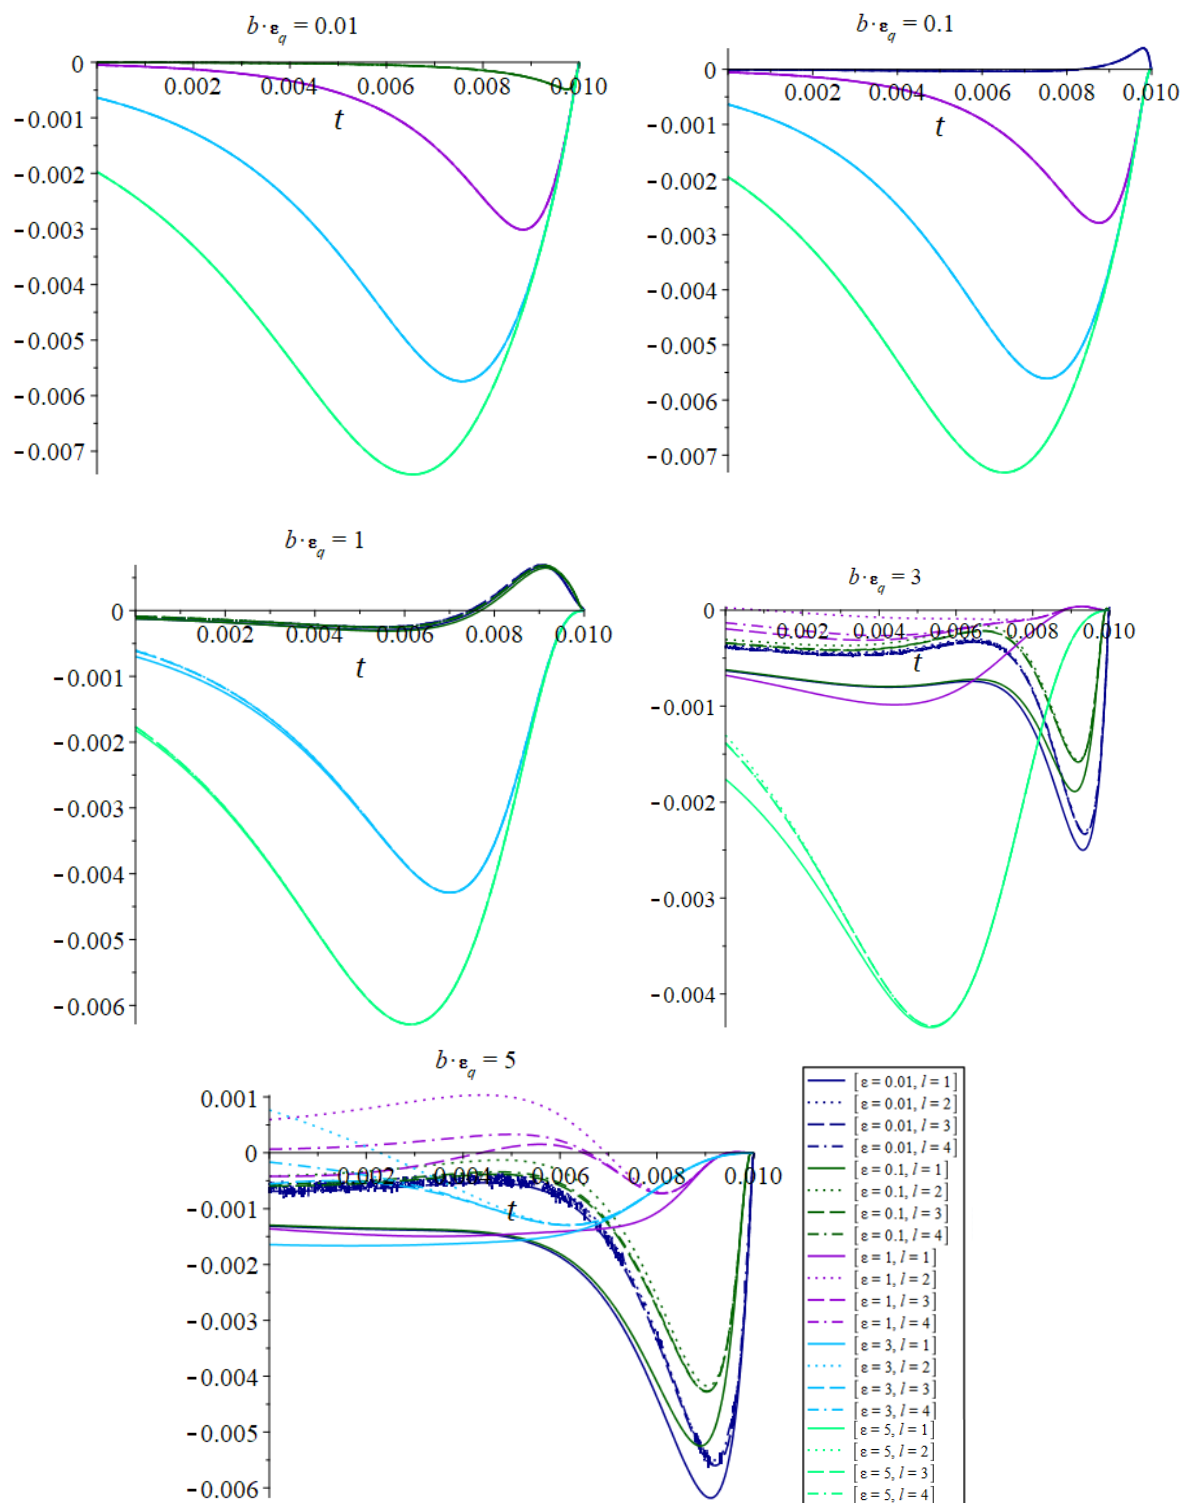 b·ε_q = 0.01
0
0.002 0.004 0.006 0.008 0.010
t
−0.001
−0.002
−0.003
−0.004
−0.005
−0.006
−0.007
b·ε_q = 0.1
0
0.002 0.004 0.006 0.008 0.010
t
−0.001
−0.002
−0.003
−0.004
−0.005
−0.006
−0.007
b·ε_q = 1
0
0.002 0.004 0.006 0.008 0.010
t
−0.001
−0.002
−0.003
−0.004
−0.005
−0.006
b·ε_q = 3
0
0.002 0.004 0.006 0.008 0.010
t
−0.001
−0.002
−0.003
−0.004
b·ε_q = 5
0.001
0
0.002 0.004 0.006 0.008 0.010
t
−0.001
−0.002
−0.003
−0.004
−0.005
−0.006
[ε = 0.01, l = 1]
[ε = 0.01, l = 2]
[ε = 0.01, l = 3]
[ε = 0.01, l = 4]
[ε = 0.1, l = 1]
[ε = 0.1, l = 2]
[ε = 0.1, l = 3]
[ε = 0.1, l = 4]
[ε = 1, l = 1]
[ε = 1, l = 2]
[ε = 1, l = 3]
[ε = 1, l = 4]
[ε = 3, l = 1]
[ε = 3, l = 2]
[ε = 3, l = 3]
[ε = 3, l = 4]
[ε = 5, l = 1]
[ε = 5, l = 2]
[ε = 5, l = 3]
[ε = 5, l = 4]